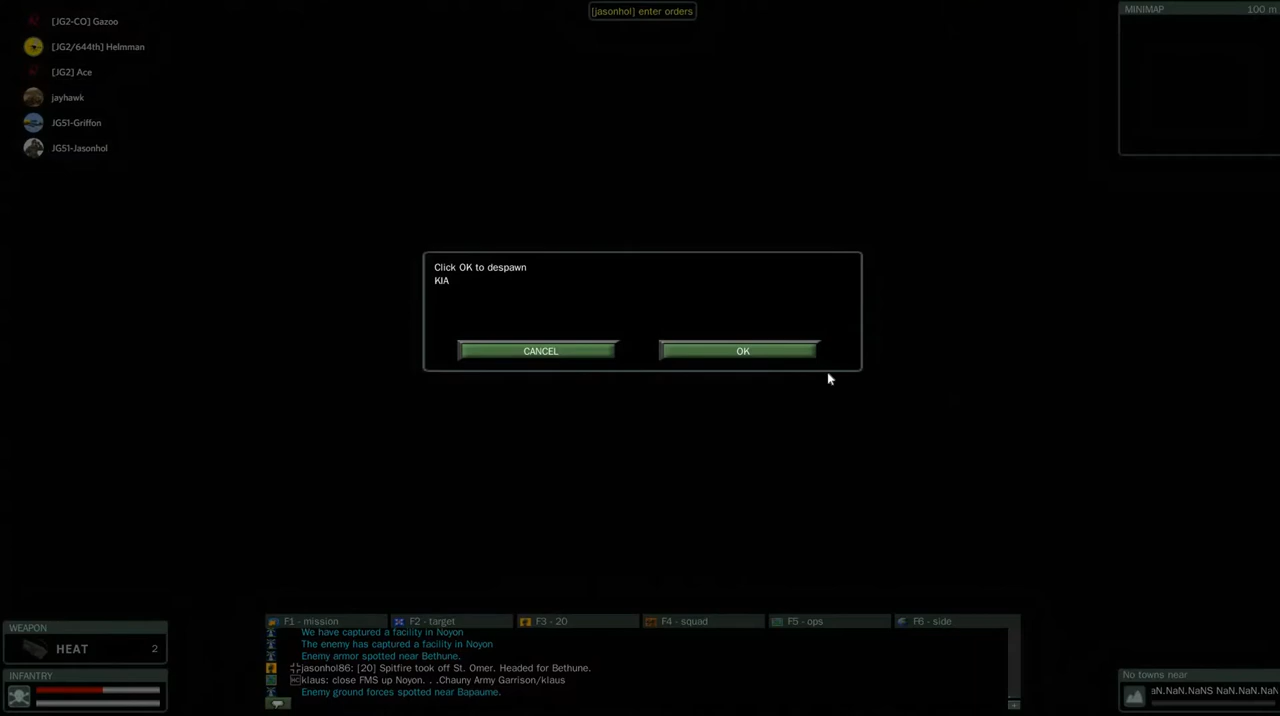 [jasonhol] enter orders
MINIMAP 100 m
[JG2-CO] Gazoo
[JG2/644th] Helmman
[JG2] Ace
jayhawk
JG51-Griffon
JG51-Jasonhol
Click OK to despawn
KIA
CANCEL OK
F1 - mission F2 - target F3 - 20 F4 - squad F5 - ops F6 - side
We have captured a facility in Noyon
The enemy has captured a facility in Noyon
Enemy armor spotted near Bethune.
jasonhol86: [20] Spitfire took off St. Omer. Headed for Bethune.
klaus: close FMS up Noyon. . .Chauny Army Garrison/klaus
Enemy ground forces spotted near Bapaume.
WEAPON
HEAT 2
INFANTRY
No towns near
aN.NaN.NaNS NaN.NaN.NaN